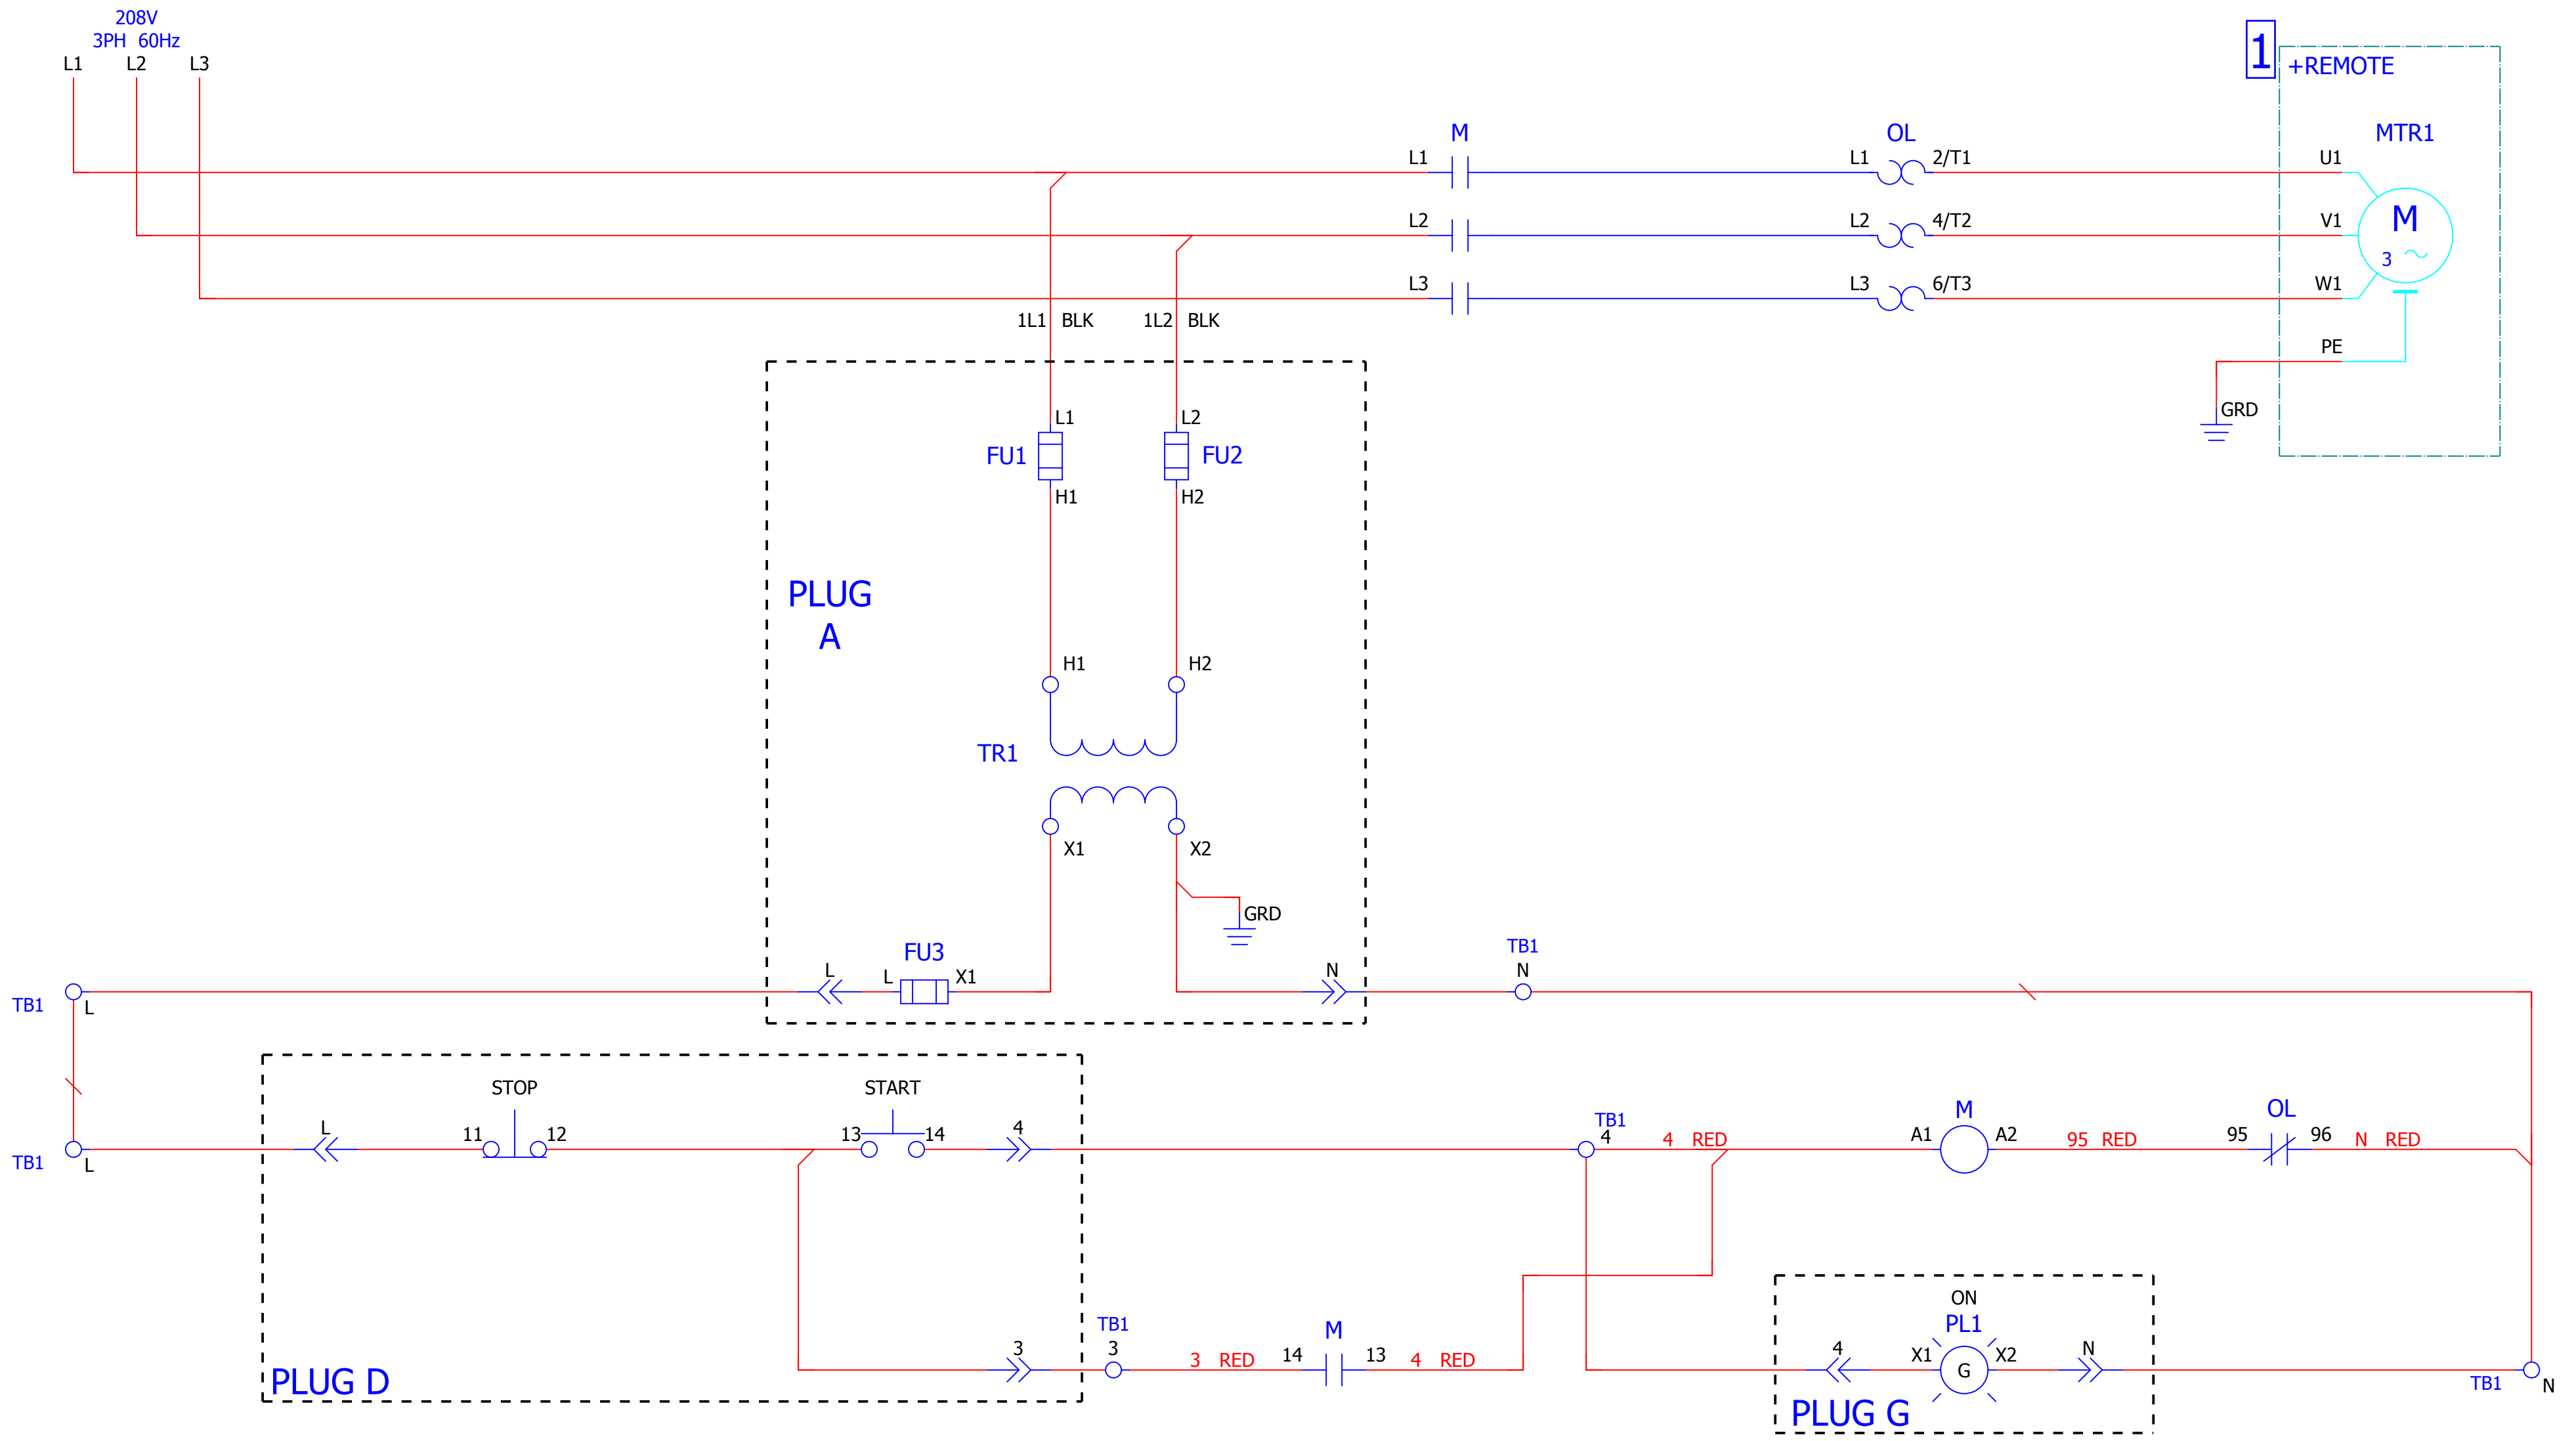 208V
3PH 60Hz
L1 L2 L3
1
+REMOTE
M OL MTR1
L1 L1 2/T1 U1
L2 L2 4/T2 V1
M
3
L3 L3 6/T3 W1
1L1 BLK 1L2 BLK
PE
GRD
L1 L2
FU1 FU2
H1 H2
PLUG
A
H1 H2
TR1
X1 X2
GRD
FU3
L L X1 N
TB1
N
TB1 L
STOP START
L 11 12 13 14 4
TB1 L
TB1
4 4 RED
M
A1 A2 95 RED
OL
95 96 N RED
PLUG D
3
TB1
3 3 RED
M
14 13 4 RED
ON
PL1
4 X1 G X2 N
PLUG G
TB1 N